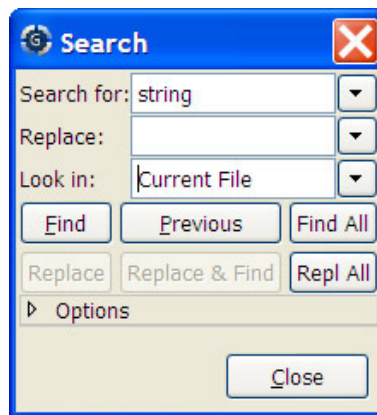 Search
Search for: string
Replace:
Look in: Current File
Find Previous Find All
Replace Replace & Find Repl All
Options
Close